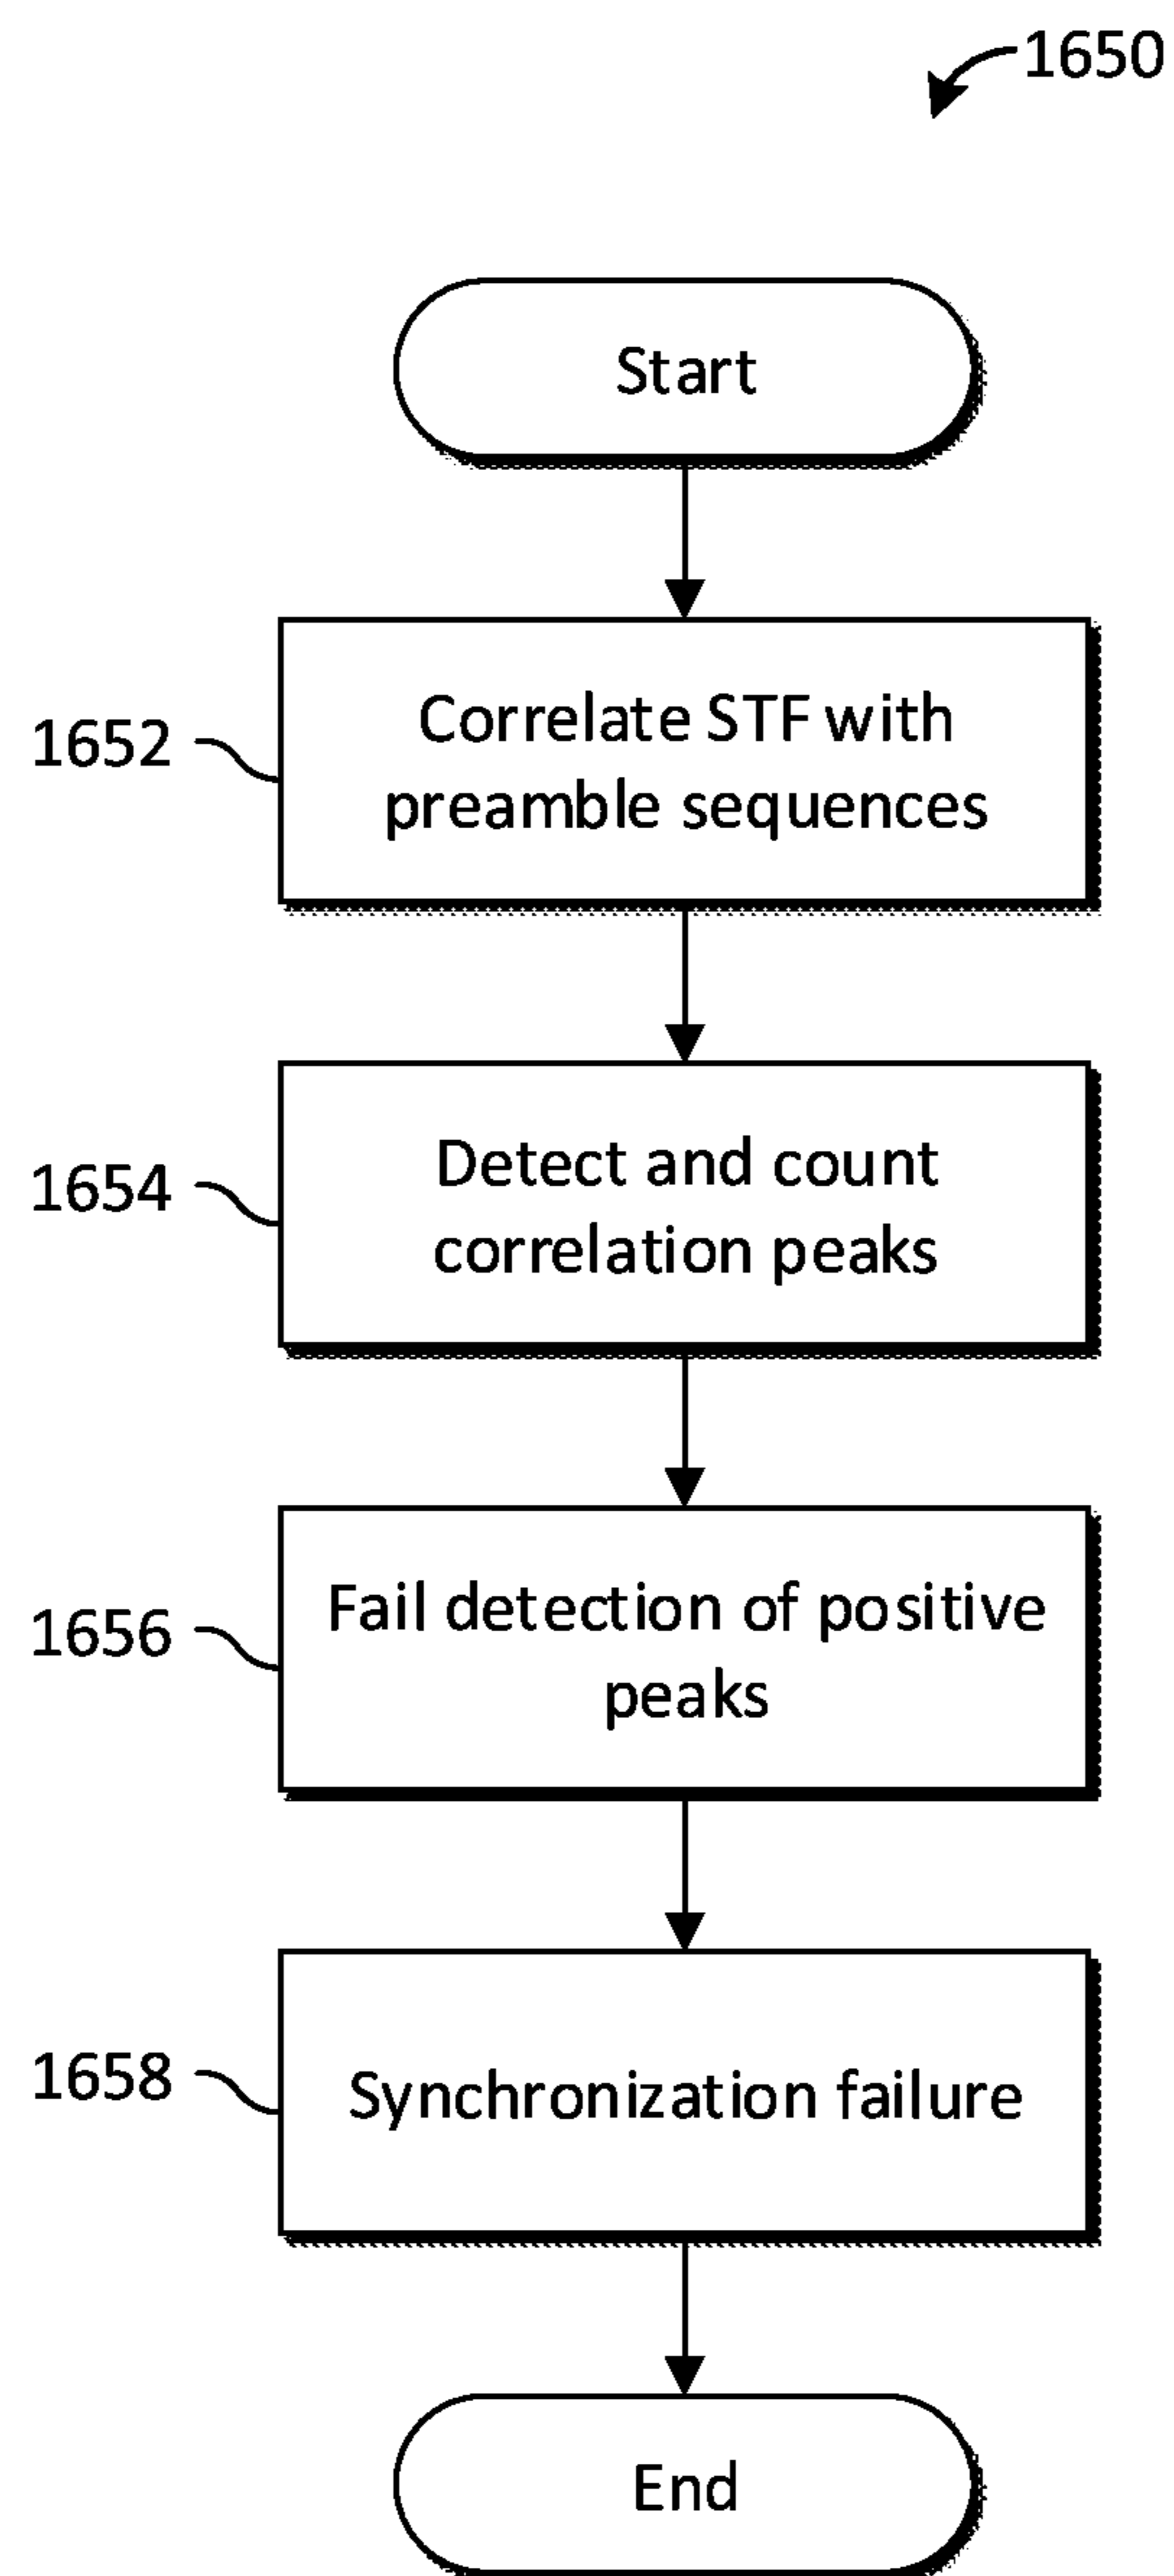 1650
Start
1652
Correlate STF with
preamble sequences
1654
Detect and count
correlation peaks
1656
Fail detection of positive
peaks
1658
Synchronization failure
End